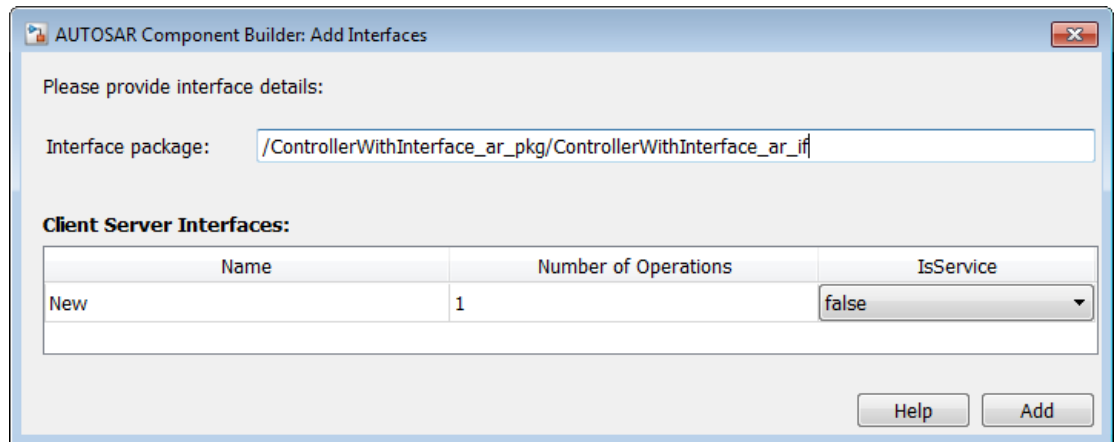 AUTOSAR Component Builder: Add Interfaces
Please provide interface details:
Interface package: /ControllerWithInterface_ar_pkg/ControllerWithInterface_ar_if
Client Server Interfaces:
Name Number of Operations IsService
New 1 false
Help Add